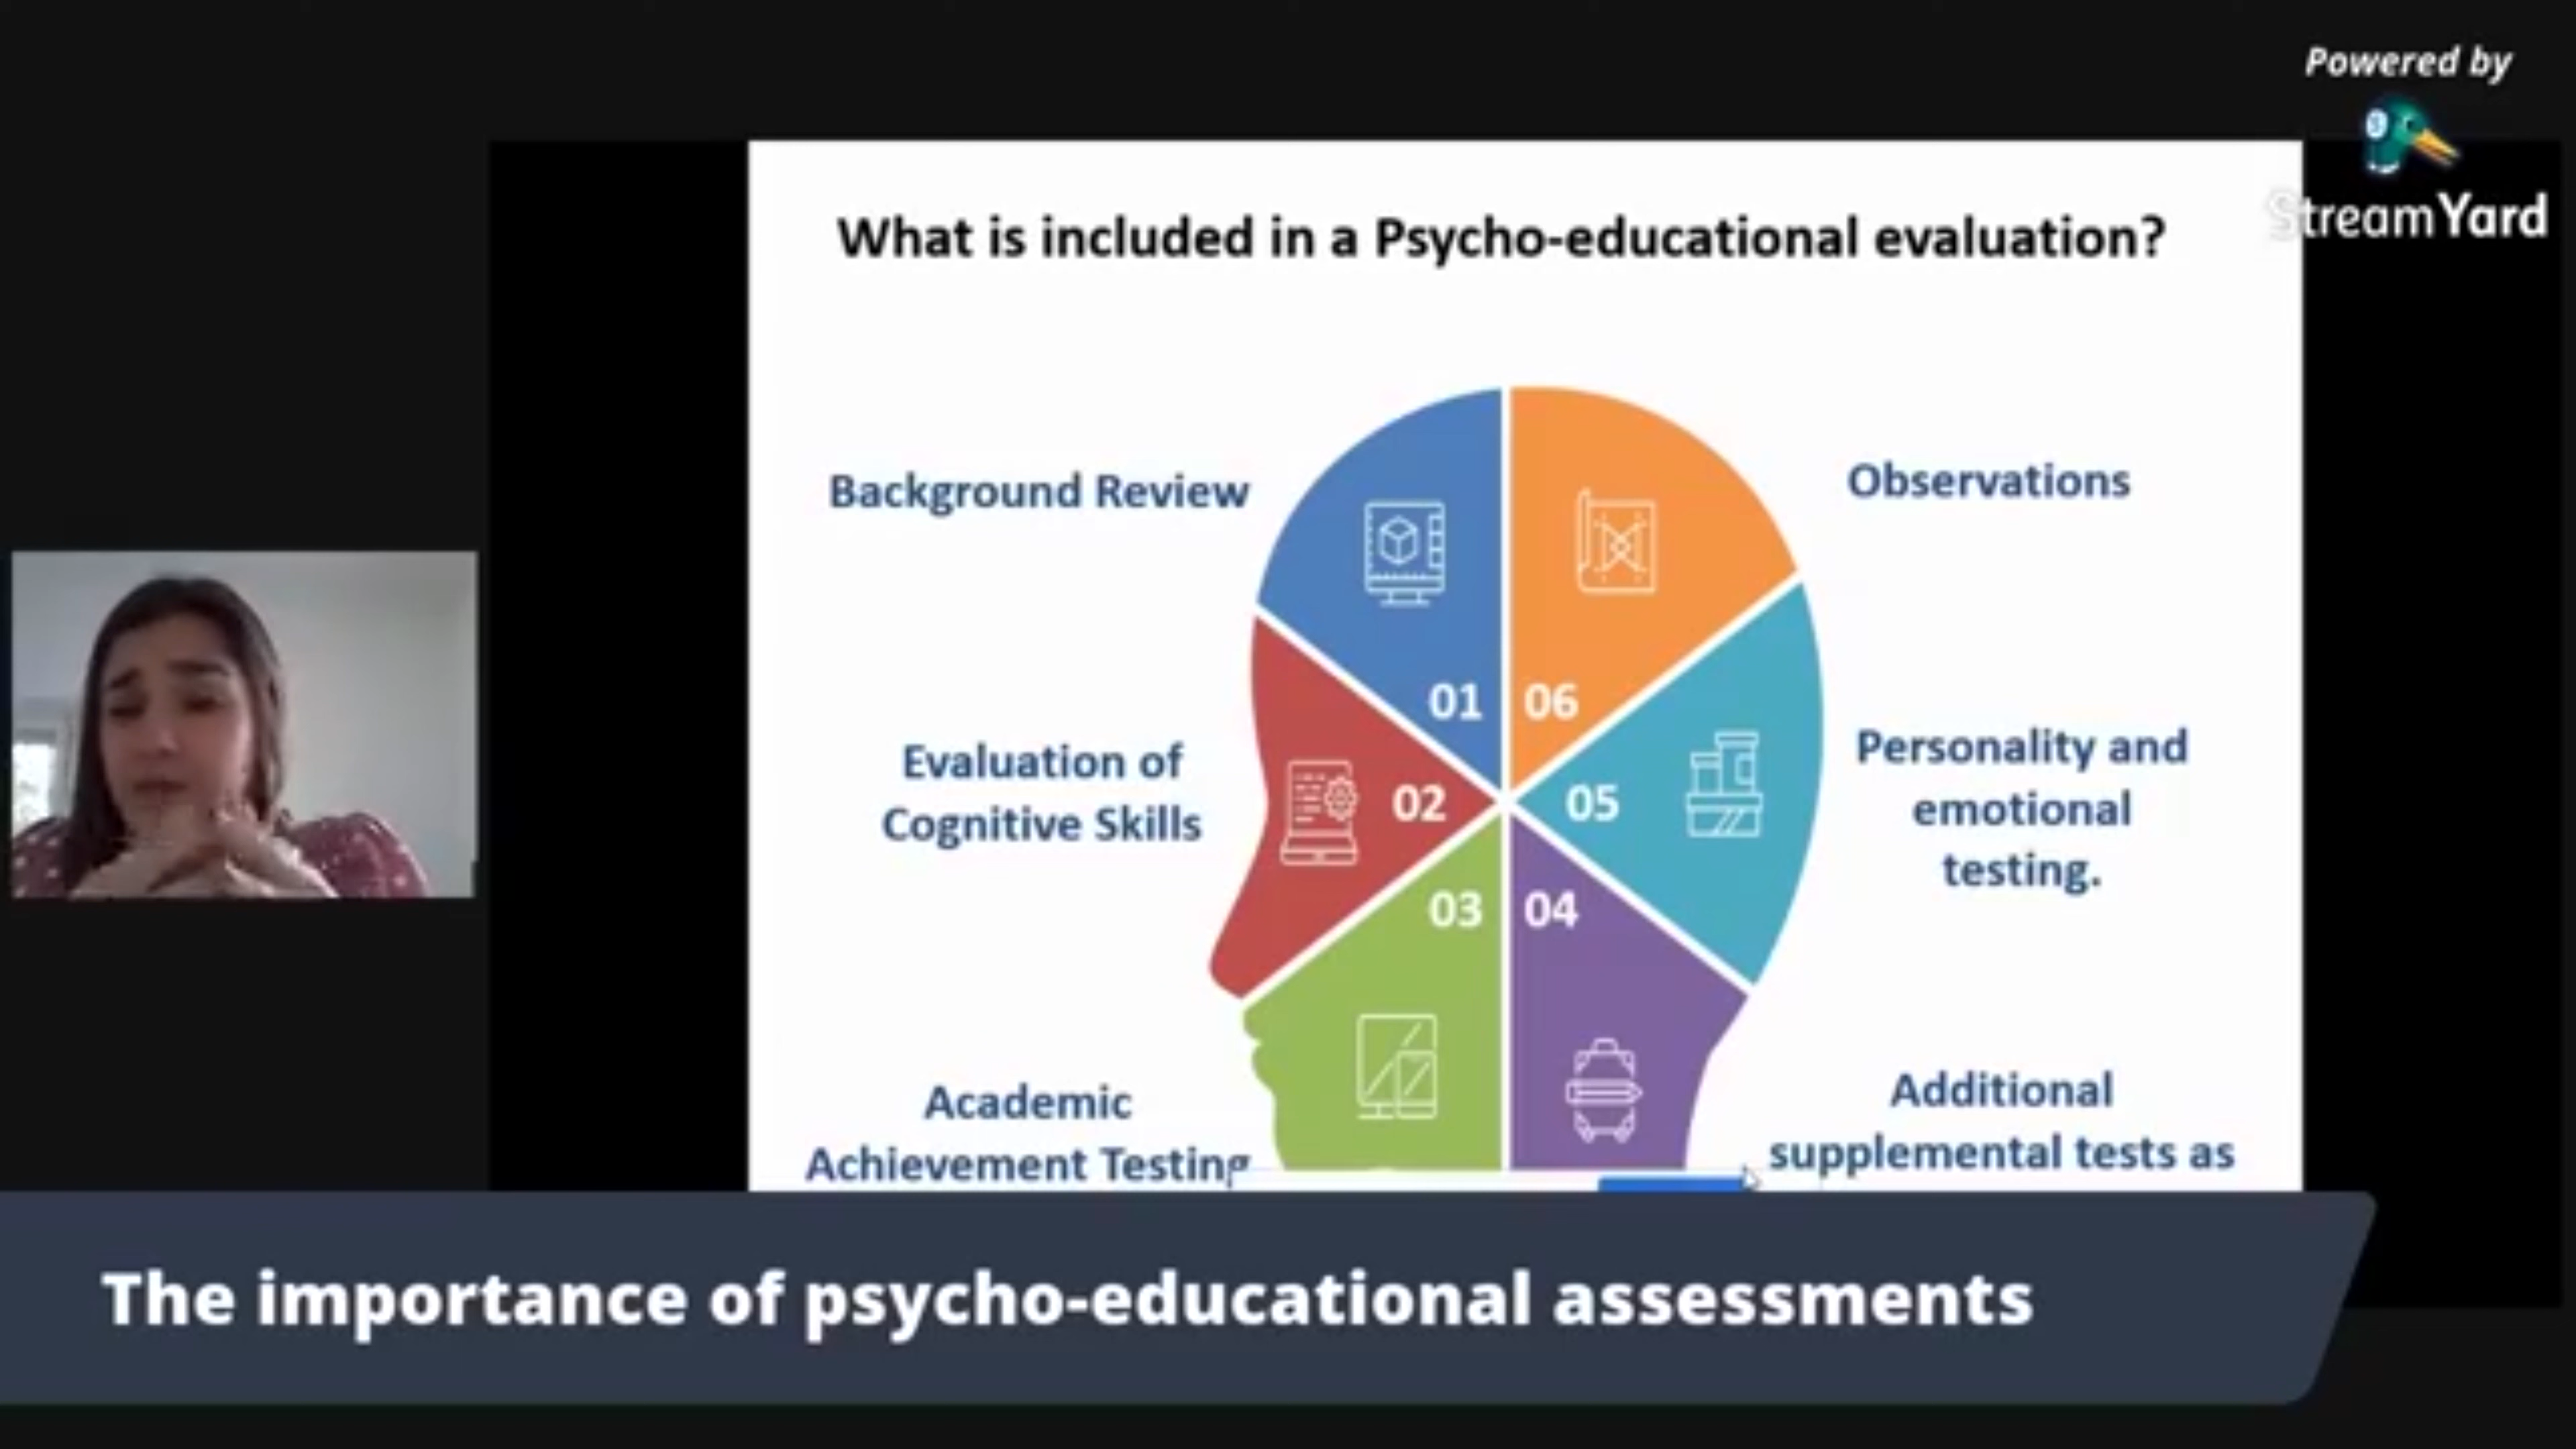 Powered by
StreamYard
What is included in a Psycho-educational evaluation?
Background Review
Observations
01
06
Evaluation of
Cognitive Skills
02
05
Personality and
emotional
testing.
03
04
Academic
Achievement Testing
Additional
supplemental tests as
The importance of psycho-educational assessments